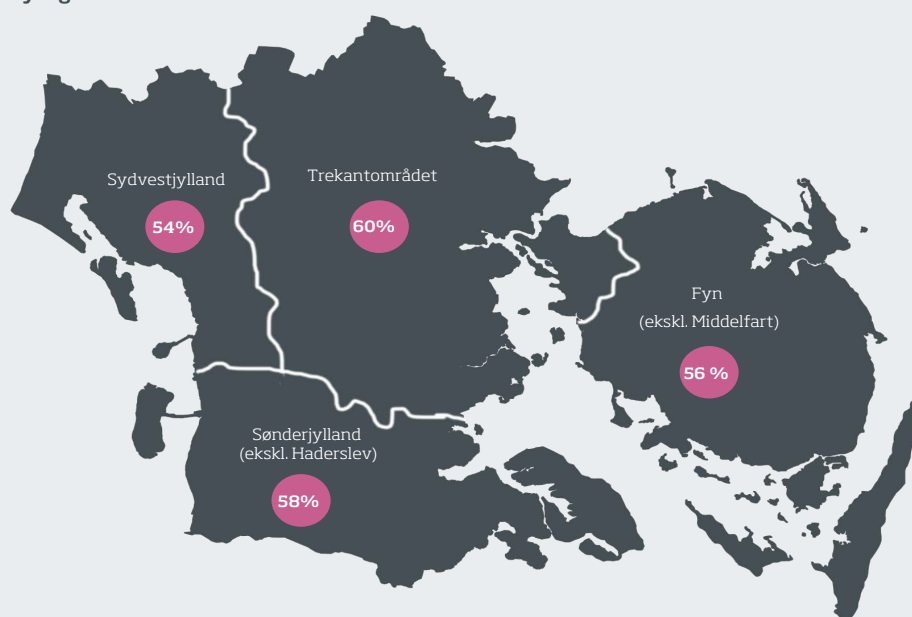 Sydvestjylland
54%
Trekantområdet
60%
Fyn
(ekskl. Middelfart)
56 %
Sønderjylland
(ekskl. Haderslev)
58%